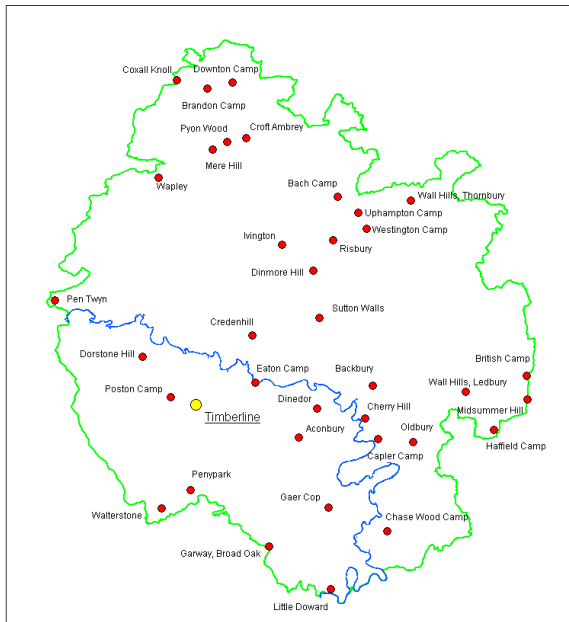 Coxall Knoll
Downton Camp
Brandon Camp
Pyon Wood
Croft Ambrey
Mere Hill
Wapley
Bach Camp
Wall Hills, Thornbury
Uphampton Camp
Westington Camp
Ivington
Risbury
Dinmore Hill
Pen Twyn
Sutton Walls
Credenhill
Dorstone Hill
British Camp
Eaton Camp
Backbury
Wall Hills, Ledbury
Poston Camp
Dinedor
Midsummer Hill
Timberline
Cherry Hill
Aconbury
Oldbury
Haffield Camp
Capler Camp
Penypark
Gaer Cop
Walterstone
Chase Wood Camp
Garway, Broad Oak
Little Doward